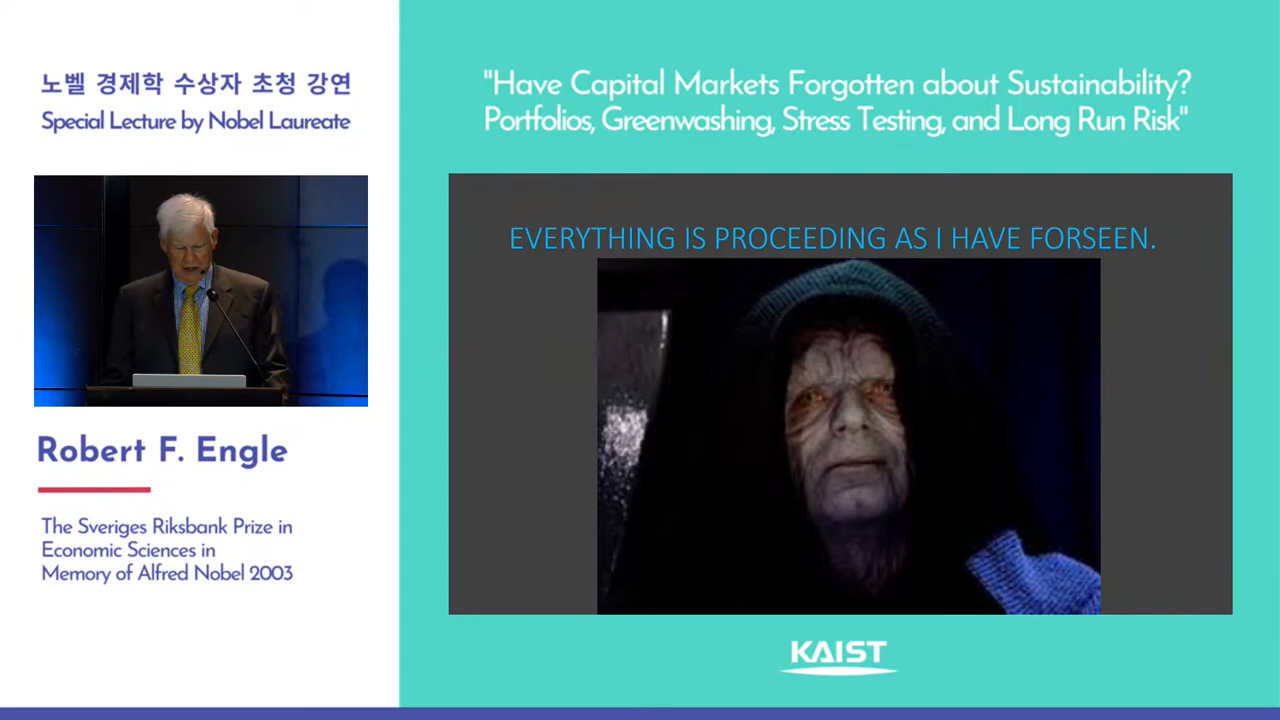 노벨 경제학 수상자 초청 강연
Special Lecture by Nobel Laureate
Robert F. Engle
The Sveriges Riksbank Prize in
Economic Sciences in
Memory of Alfred Nobel 2003
"Have Capital Markets Forgotten about Sustainability?
Portfolios, Greenwashing, Stress Testing, and Long Run Risk"
EVERYTHING IS PROCEEDING AS I HAVE FORSEEN.
KAIST